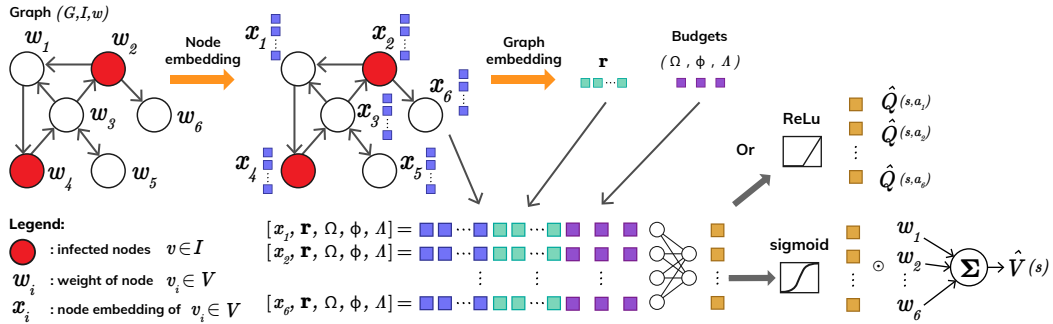 Graph (G,I,w)
w1
w2
w3
w4
w5
w6
Node
embedding
x1
x2
x3
x4
x5
x6
Graph
embedding
r
Budgets
(Ω, ϕ, Λ)
Or
ReLu
Q̂(s,a1)
Q̂(s,a2)
⋮
Q̂(s,a6)
Legend:
: infected nodes v∈I
wi : weight of node vi∈V
xi : node embedding of vi∈V
[x1, r, Ω, ϕ, Λ] =
[x2, r, Ω, ϕ, Λ] =
⋮
[x6, r, Ω, ϕ, Λ] =
sigmoid
⊙
w1
w2
⋮
w6
Σ
V̂(s)